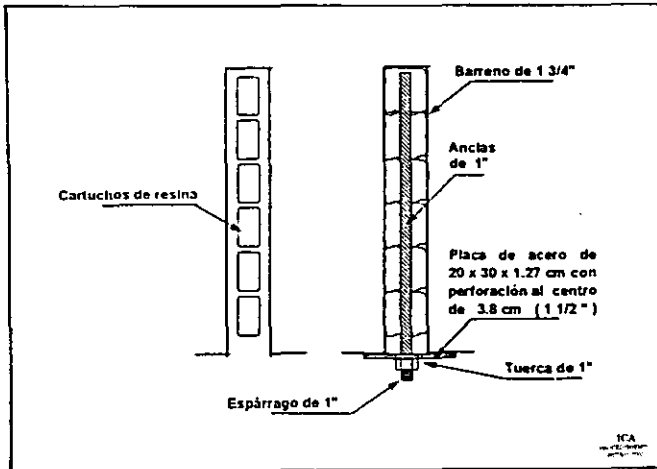 Barreno de 1 3/4"
Anclas
de 1"
Cartuchos de resina
Placa de acero de
20 x 30 x 1.27 cm con
perforación al centro
de 3.8 cm ( 1 1/2 " )
Tuerca de 1"
Espárrago de 1"
ICA